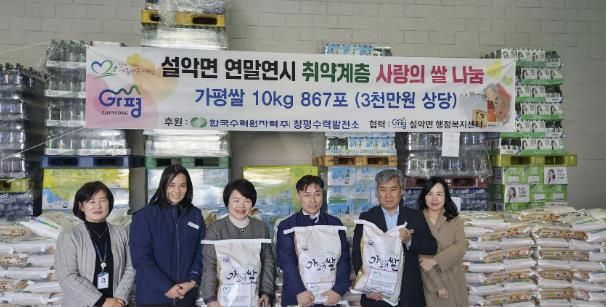 설악면 연말연시 취약계층 사랑의 쌀 나눔
Gπ평
GAPYEONG
가평쌀 10kg 867포 (3천만원 상당)
후원 : 한국수력원자력(주) 청평수력발전소 협력 : 설악면 행정복지센터
가평쌀
가평쌀
가평쌀